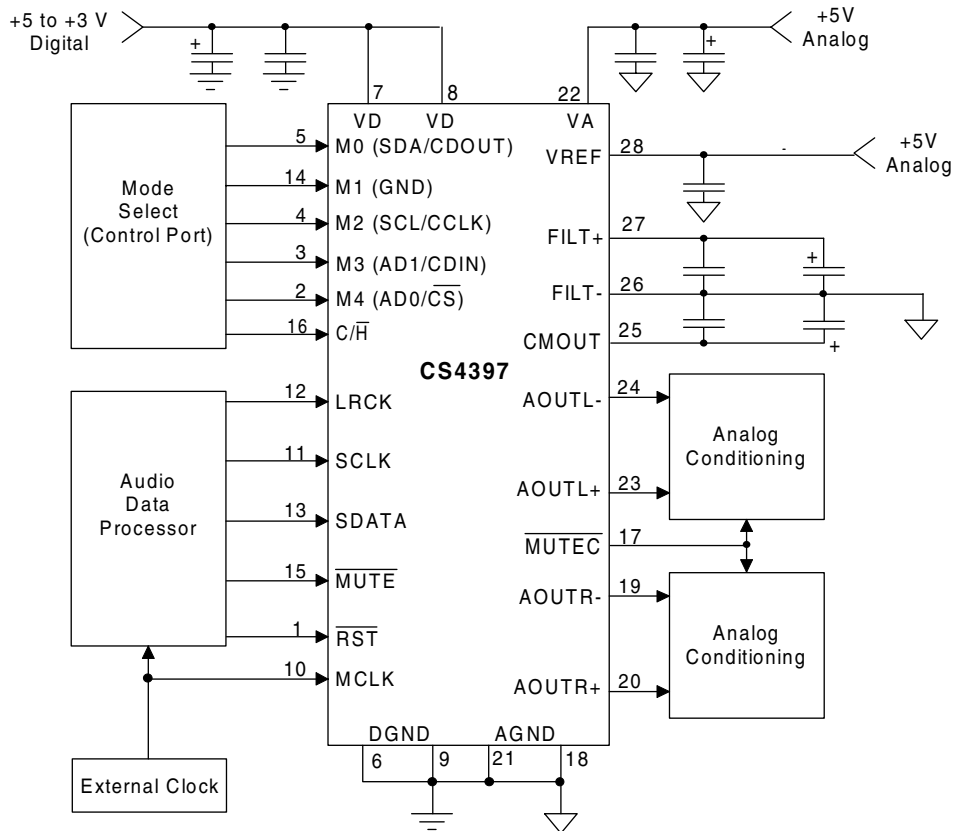 +5 to +3 V
Digital
+
+
+5V
Analog
7
8
22
VD
VD
VA
Mode
Select
(Control Port)
5
M0 (SDA/CDOUT)
14
M1 (GND)
4
M2 (SCL/CCLK)
3
M3 (AD1/CDIN)
2
M4 (AD0/CS)
16
C/H
VREF
28
+5V
Analog
FILT+
27
+
FILT-
26
CMOUT
25
+
CS4397
Audio
Data
Processor
12
LRCK
11
SCLK
13
SDATA
15
MUTE
1
RST
10
MCLK
AOUTL-
24
AOUTL+
23
Analog
Conditioning
MUTEC
17
AOUTR-
19
AOUTR+
20
Analog
Conditioning
DGND
AGND
6
9
21
18
External Clock